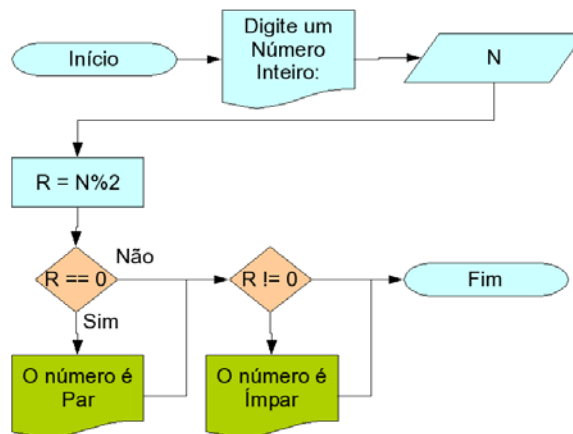 Início
Digite um
Número
Inteiro:
N
R = N%2
R == 0
Não
R != 0
Fim
Sim
O número é
Par
O número é
Ímpar